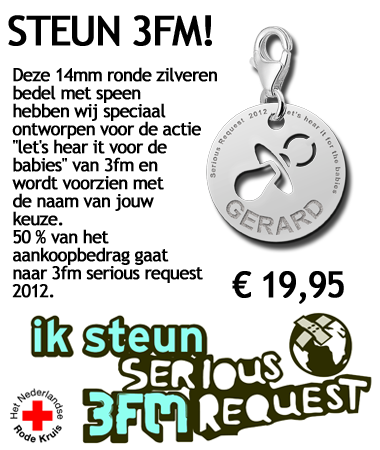 STEUN 3FM!
Deze 14mm ronde zilveren
bedel met speen
hebben wij speciaal
ontworpen voor de actie
"let's hear it voor de
babies" van 3fm en
wordt voorzien met
de naam van jouw
keuze.
50 % van het
aankoopbedrag gaat
naar 3fm serious request
2012.
Serious Request 2012 let's hear it for the babies
GERARD
€ 19,95
ik steun
SERIOUS
3FM REQUEST
Het Nederlandse
Rode Kruis